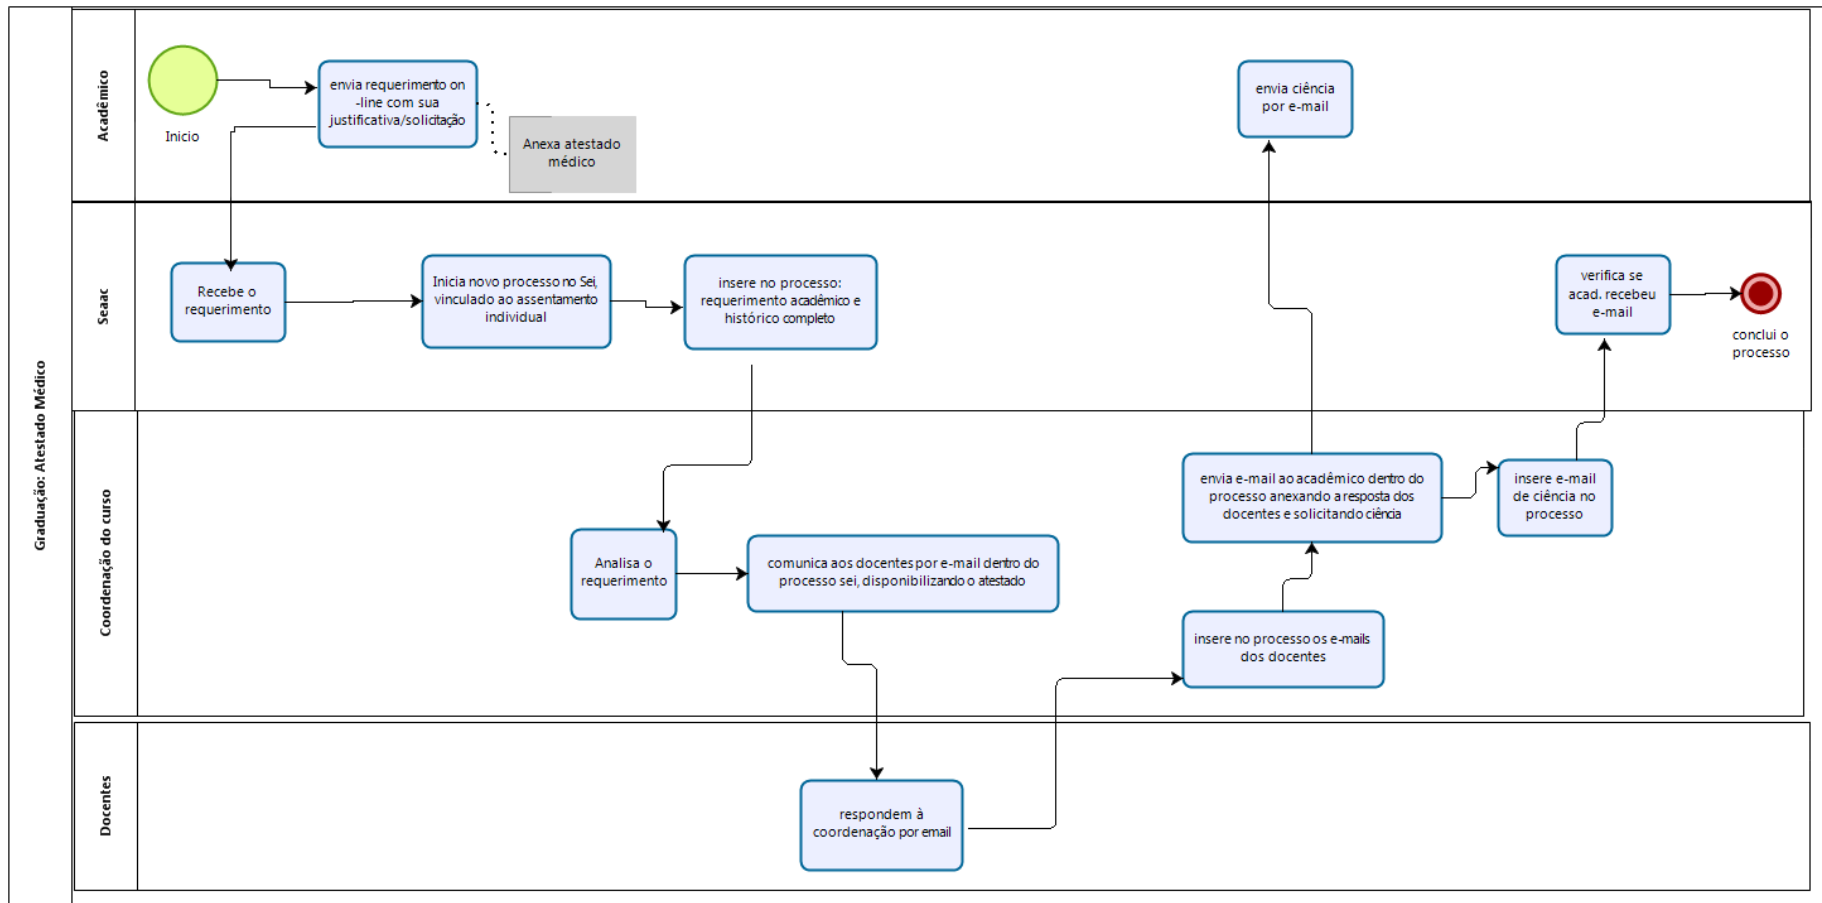 Graduação: Atestado Médico
Acadêmico
Inicio
envia requerimento on
-line com sua
justificativa/solicitação
Anexa atestado
médico
envia ciência
por e-mail
Seaac
Recebe o
requerimento
Inicia novo processo no Sei,
vinculado ao assentamento
individual
insere no processo:
requerimento acadêmico e
histórico completo
verifica se
acad. recebeu
e-mail
conclui o
processo
Coordenação do curso
Analisa o
requerimento
comunica aos docentes por e-mail dentro do
processo sei, disponibilizando o atestado
envia e-mail ao acadêmico dentro do
processo anexando a resposta dos
docentes e solicitando ciência
insere e-mail
de ciência no
processo
insere no processo os e-mails
dos docentes
Docentes
respondem à
coordenação por email